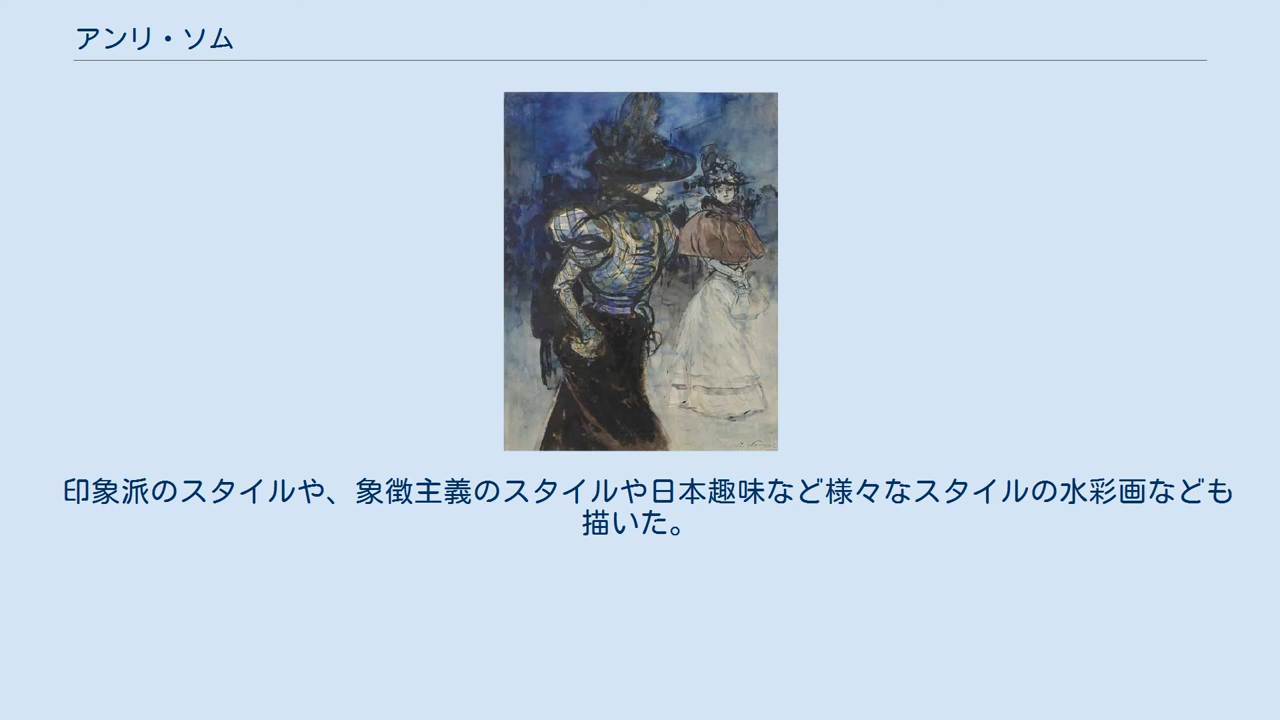 アンリ・ソム
印象派のスタイルや、象徴主義のスタイルや日本趣味など様々なスタイルの水彩画なども
描いた。